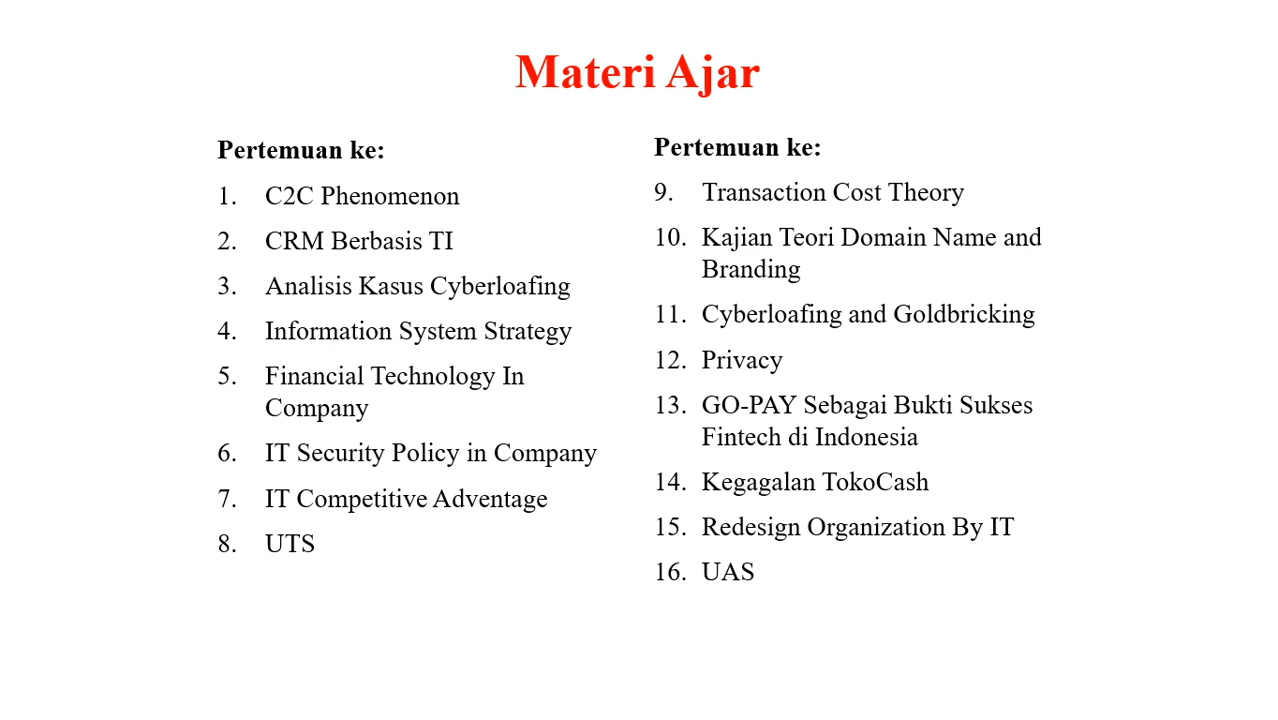 Materi Ajar
Pertemuan ke:
1. C2C Phenomenon
2. CRM Berbasis TI
3. Analisis Kasus Cyberloafing
4. Information System Strategy
5. Financial Technology In
Company
6. IT Security Policy in Company
7. IT Competitive Adventage
8. UTS
Pertemuan ke:
9. Transaction Cost Theory
10. Kajian Teori Domain Name and
Branding
11. Cyberloafing and Goldbricking
12. Privacy
13. GO-PAY Sebagai Bukti Sukses
Fintech di Indonesia
14. Kegagalan TokoCash
15. Redesign Organization By IT
16. UAS